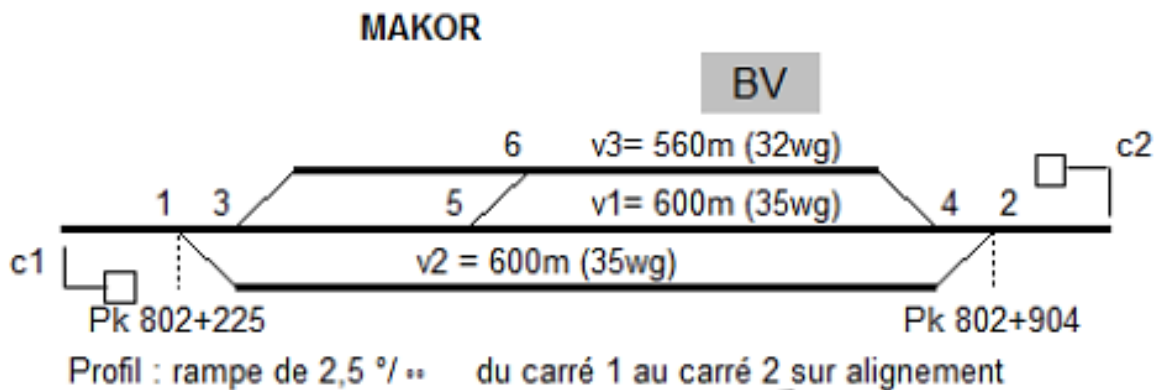 MAKOR
BV
6 v3= 560m (32wg) c2
1 3 5 v1= 600m (35wg) 4 2
c1 v2 = 600m (35wg)
Pk 802+225 Pk 802+904
Profil : rampe de 2,5 °/ °° du carré 1 au carré 2 sur alignement